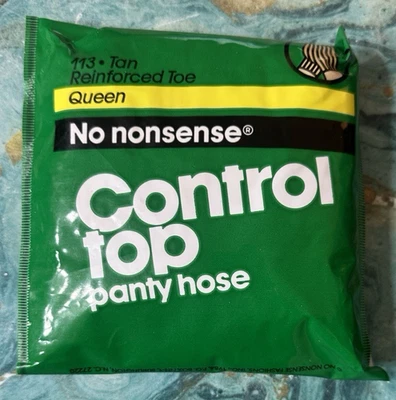 113 • Tan
Reinforced Toe
Queen
No nonsense®
Control
top
panty hose